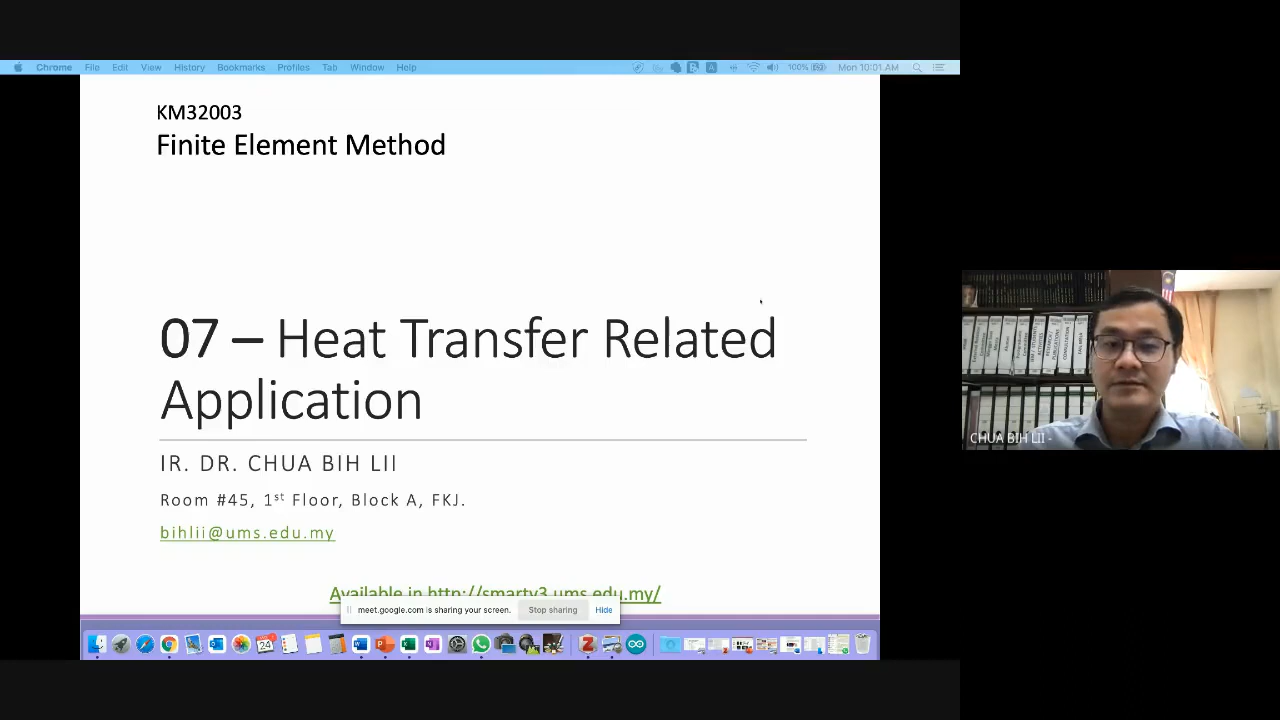 Chrome File Edit View History Bookmarks Profiles Tab Window Help 100% Mon 10:01 AM
KM32003
Finite Element Method
07 – Heat Transfer Related
Application
IR. DR. CHUA BIH LII
Room #45, 1st Floor, Block A, FKJ.
bihlii@ums.edu.my
Available in http://smartv3.ums.edu.my/
meet.google.com is sharing your screen. Stop sharing Hide
24
CONSULTATION
CHUA BIH LII -